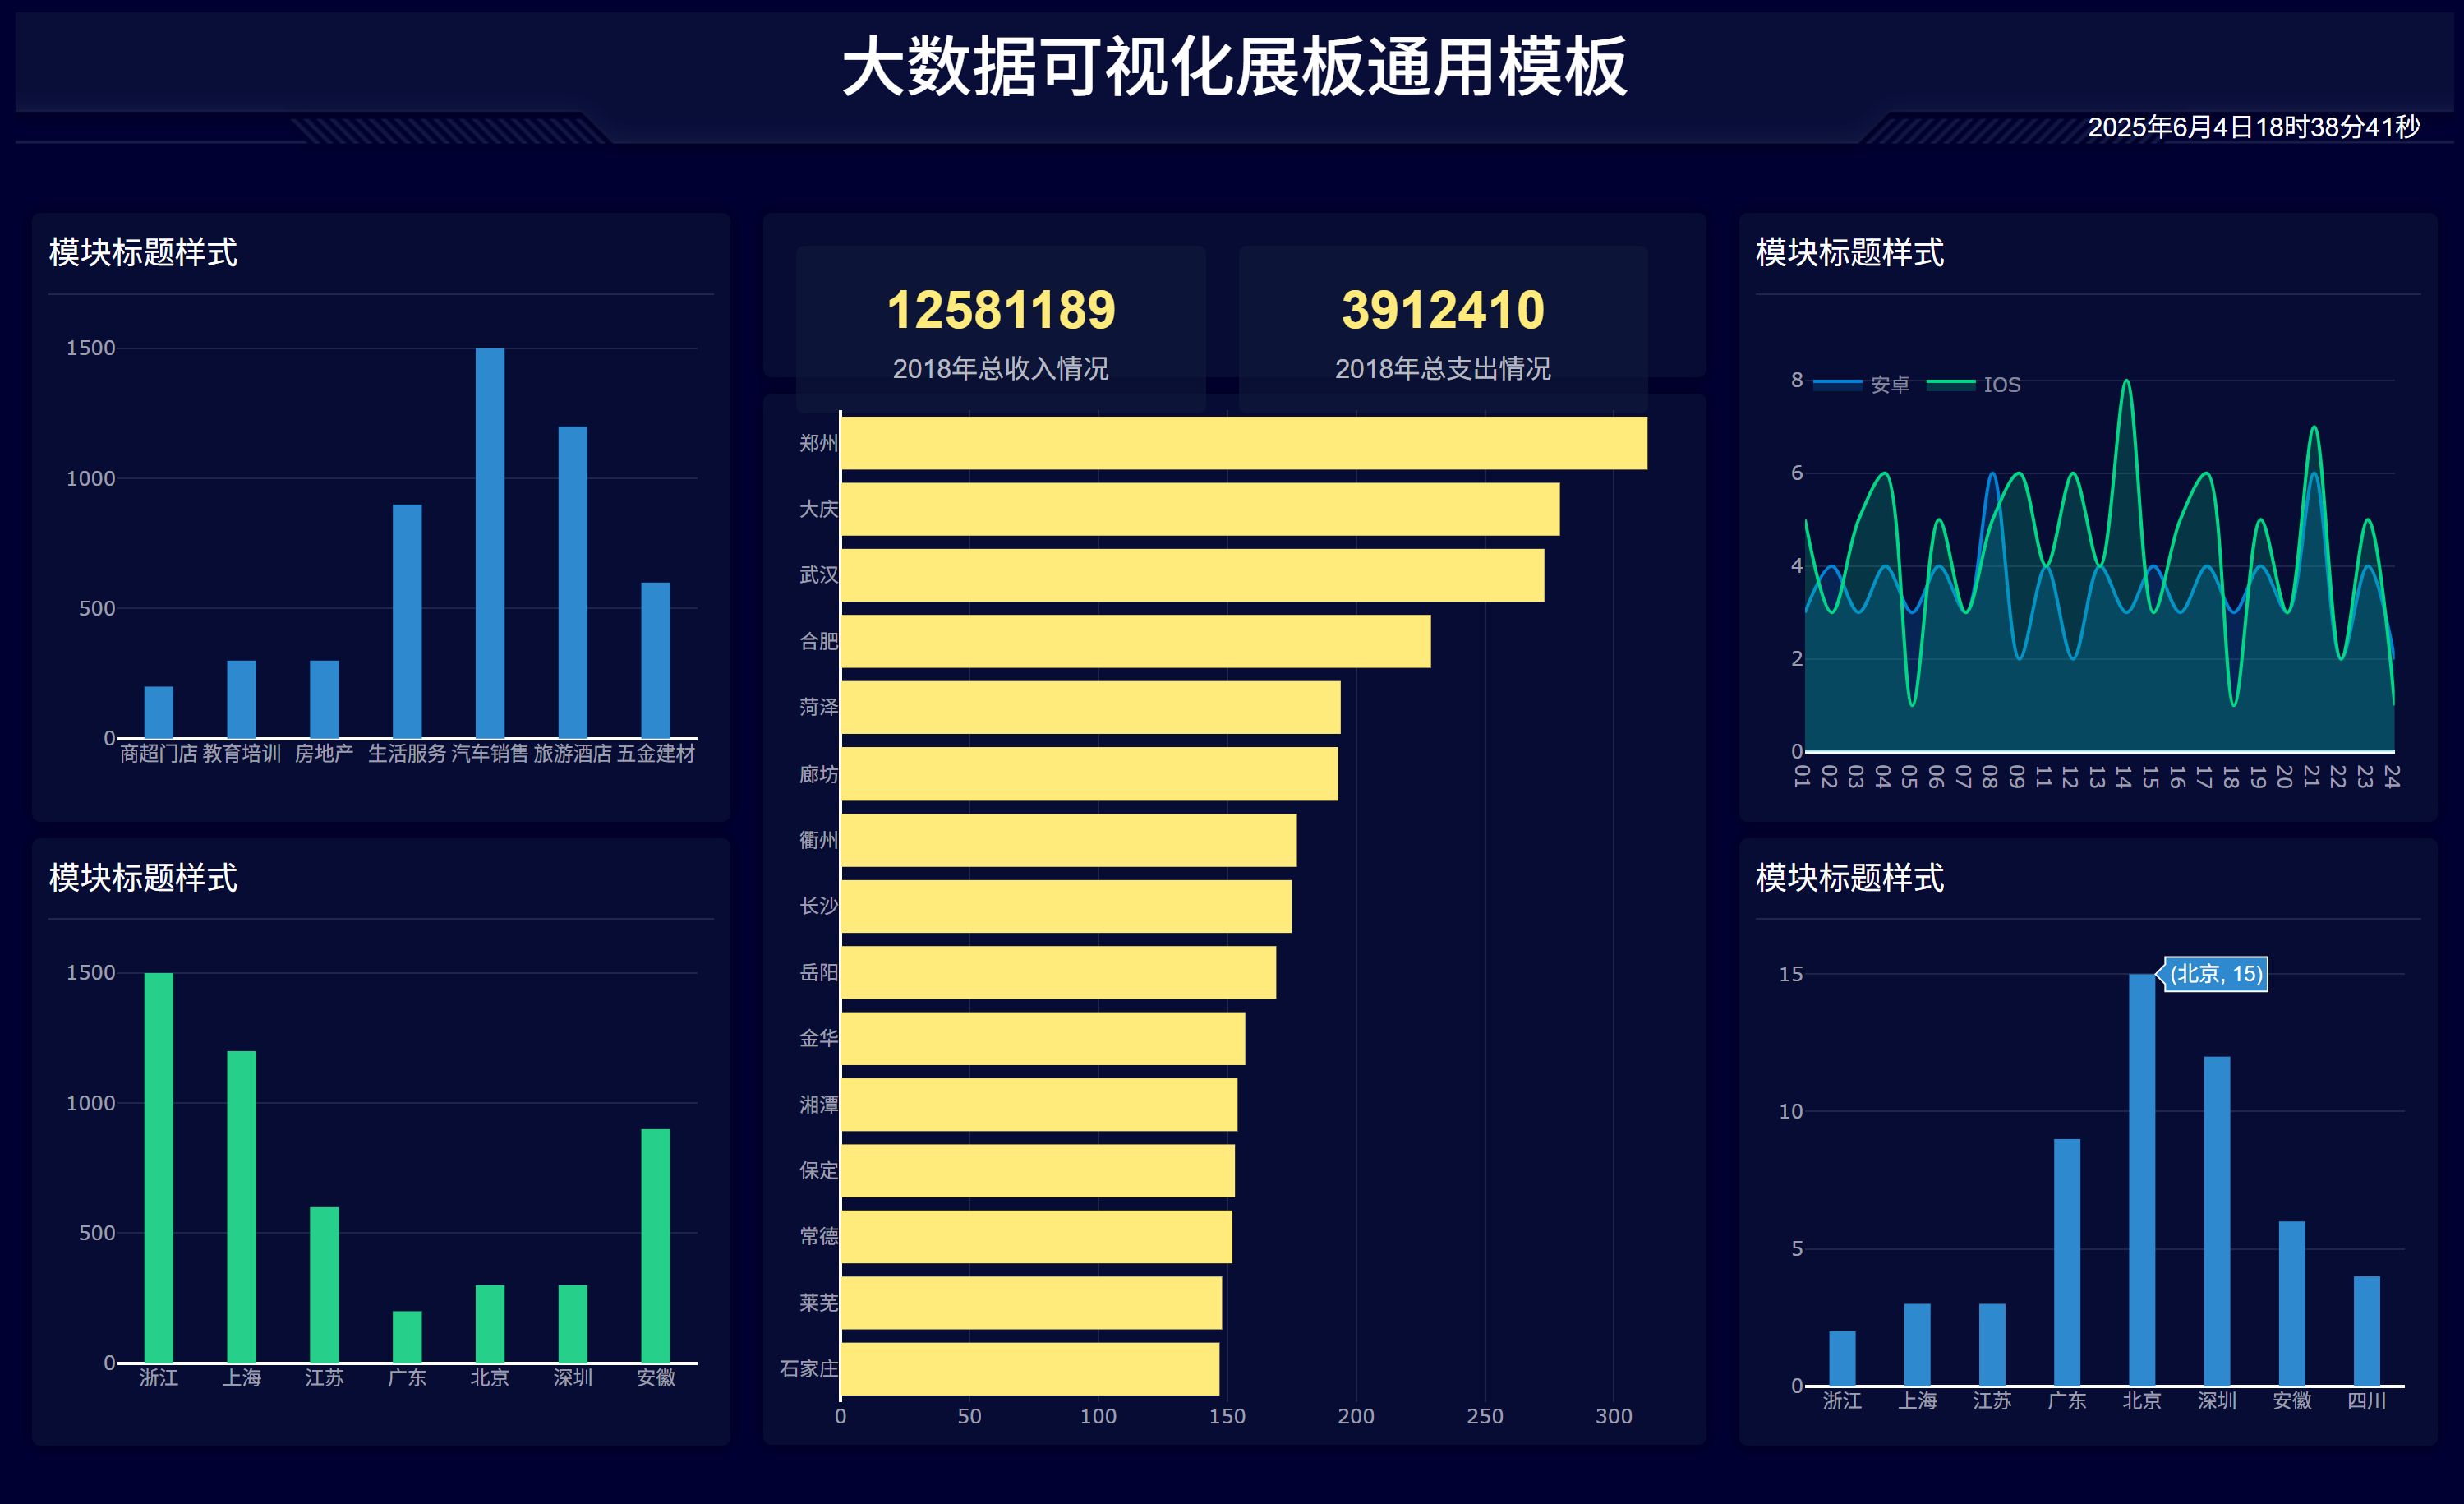 大数据可视化展板通用模板
2025年6月4日18时38分41秒
模块标题样式
1500
1000
500
0
商超门店 教育培训 房地产 生活服务 汽车销售 旅游酒店 五金建材
模块标题样式
1500
1000
500
0
浙江 上海 江苏 广东 北京 深圳 安徽
12581189
2018年总收入情况
3912410
2018年总支出情况
郑州
大庆
武汉
合肥
菏泽
廊坊
衢州
长沙
岳阳
金华
湘潭
保定
常德
莱芜
石家庄
0 50 100 150 200 250 300
模块标题样式
安卓 IOS
8
6
4
2
0
01 02 03 04 05 06 07 08 09 11 12 13 14 15 16 17 18 19 20 21 22 23 24
模块标题样式
(北京, 15)
15
10
5
0
浙江 上海 江苏 广东 北京 深圳 安徽 四川